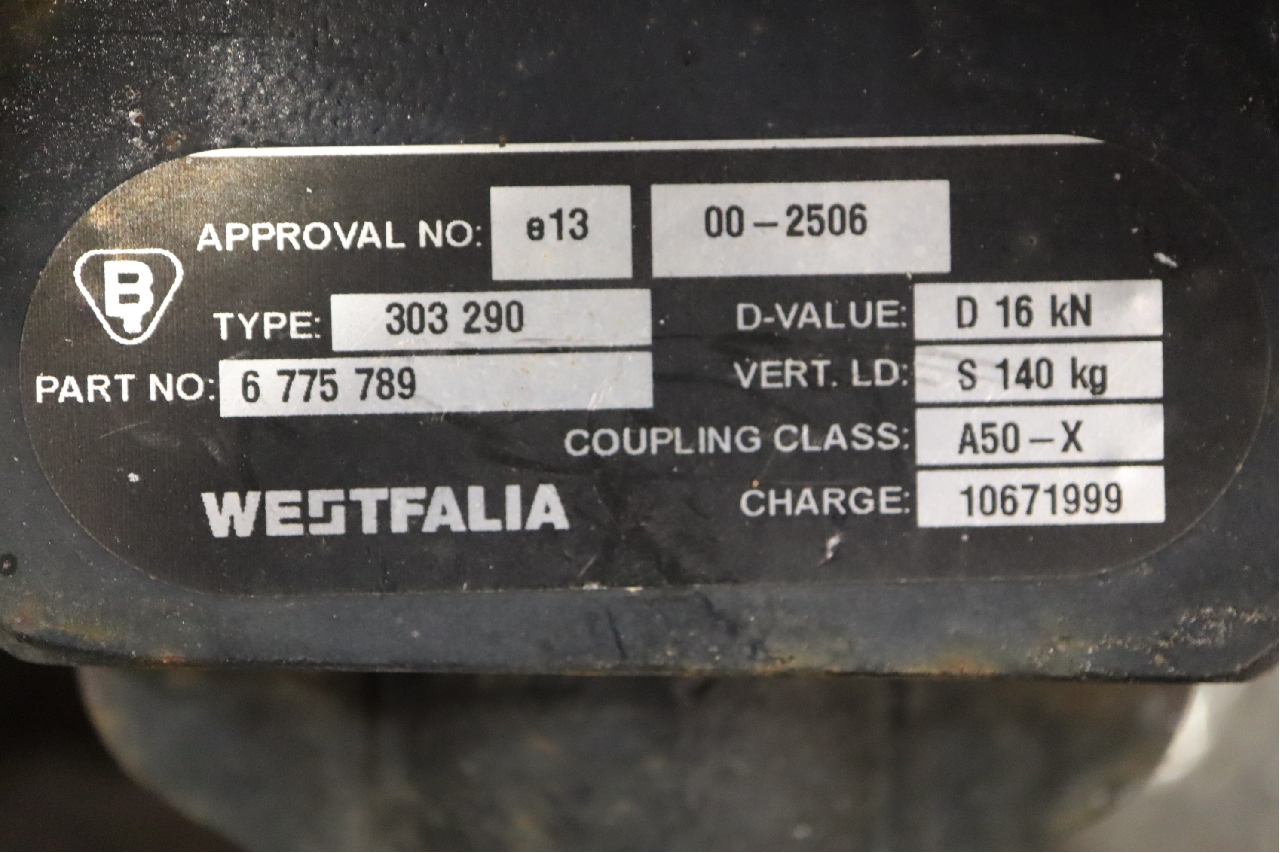 APPROVAL NO: e13 00-2506
B
TYPE: 303 290 D-VALUE: D 16 kN
PART NO: 6 775 789 VERT. LD: S 140 kg
COUPLING CLASS: A50-X
WESTFALIA CHARGE: 10671999